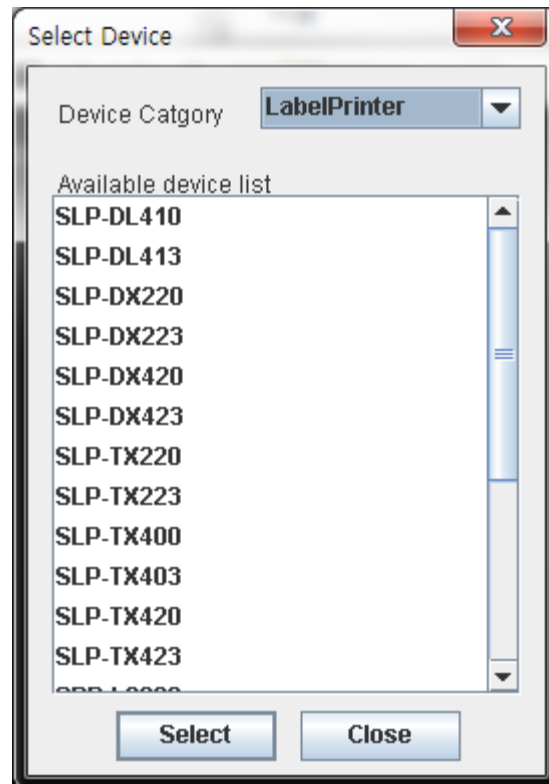 Select Device
Device Catgory LabelPrinter
Available device list
SLP-DL410
SLP-DL413
SLP-DX220
SLP-DX223
SLP-DX420
SLP-DX423
SLP-TX220
SLP-TX223
SLP-TX400
SLP-TX403
SLP-TX420
SLP-TX423
Select Close